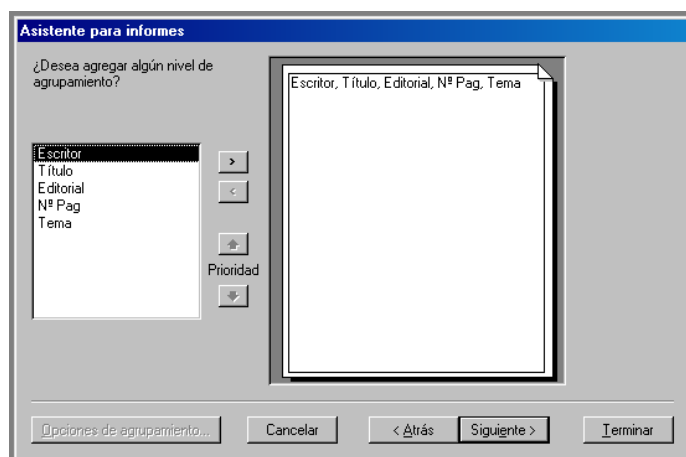 Asistente para informes
¿Desea agregar algún nivel de
agrupamiento?
Escritor, Título, Editorial, Nº Pag, Tema
Escritor
Título
Editorial
Nº Pag
Tema
>
<
Prioridad
Opciones de agrupamiento...
Cancelar
< Atrás
Siguiente >
Terminar